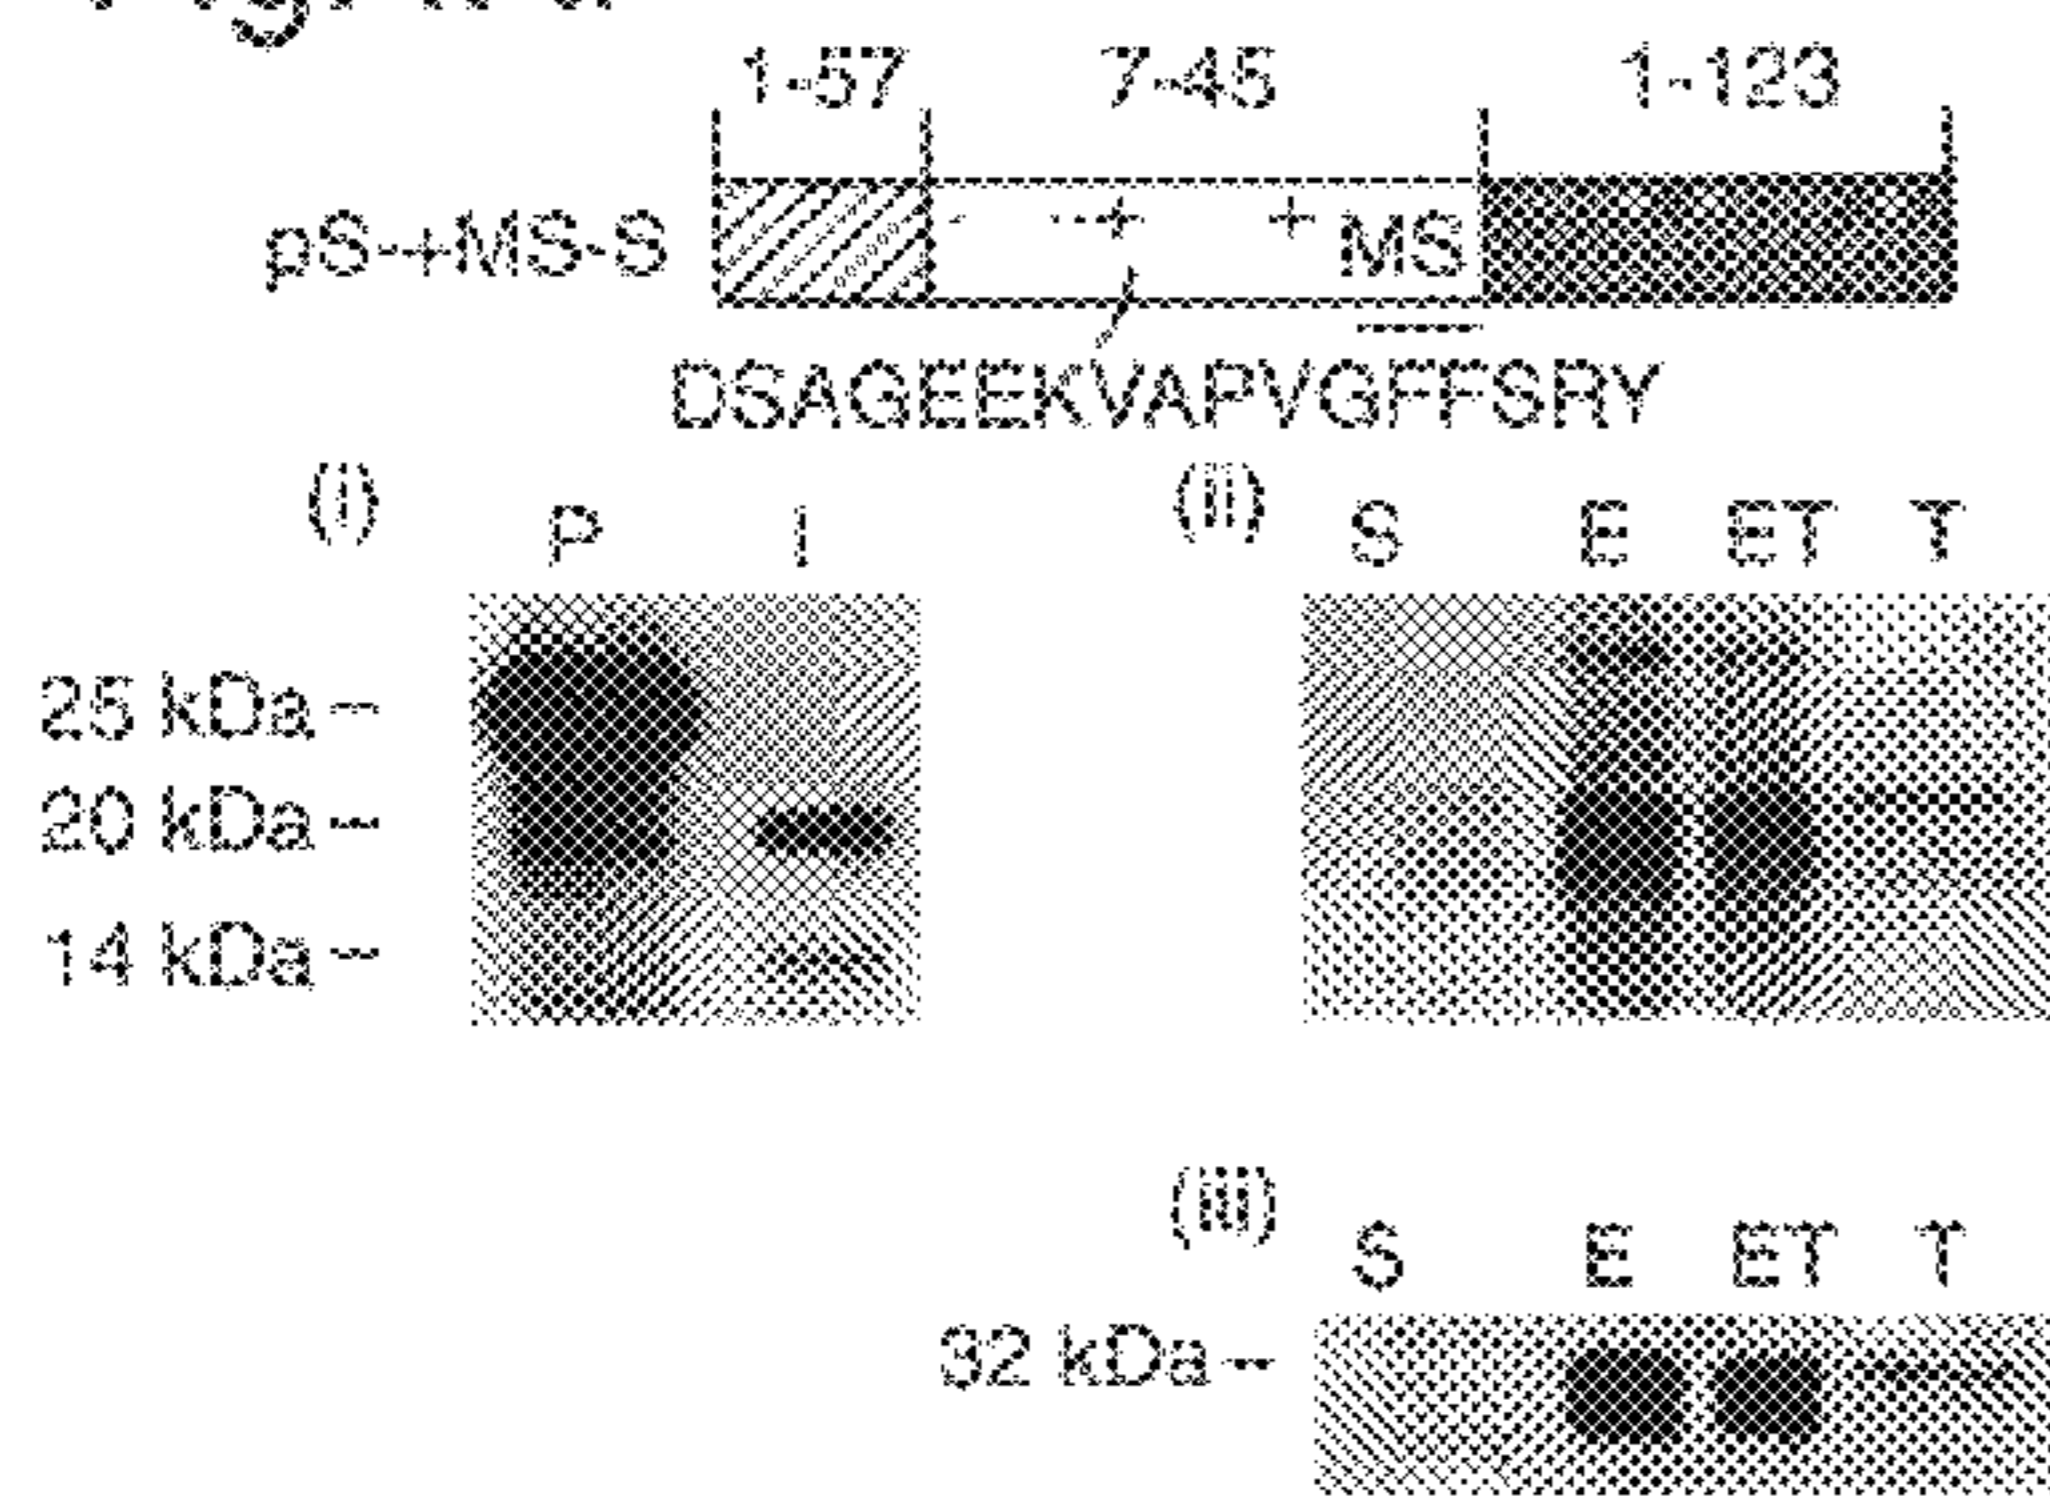 1-57 7-45 1-123
pS-+MS-S - --+ + MS
DSAGEEKVAPVGFFSRY
(i) P I (ii) S E ET T
25 kDa –
20 kDa –
14 kDa –
(iii) S E ET T
32 kDa –